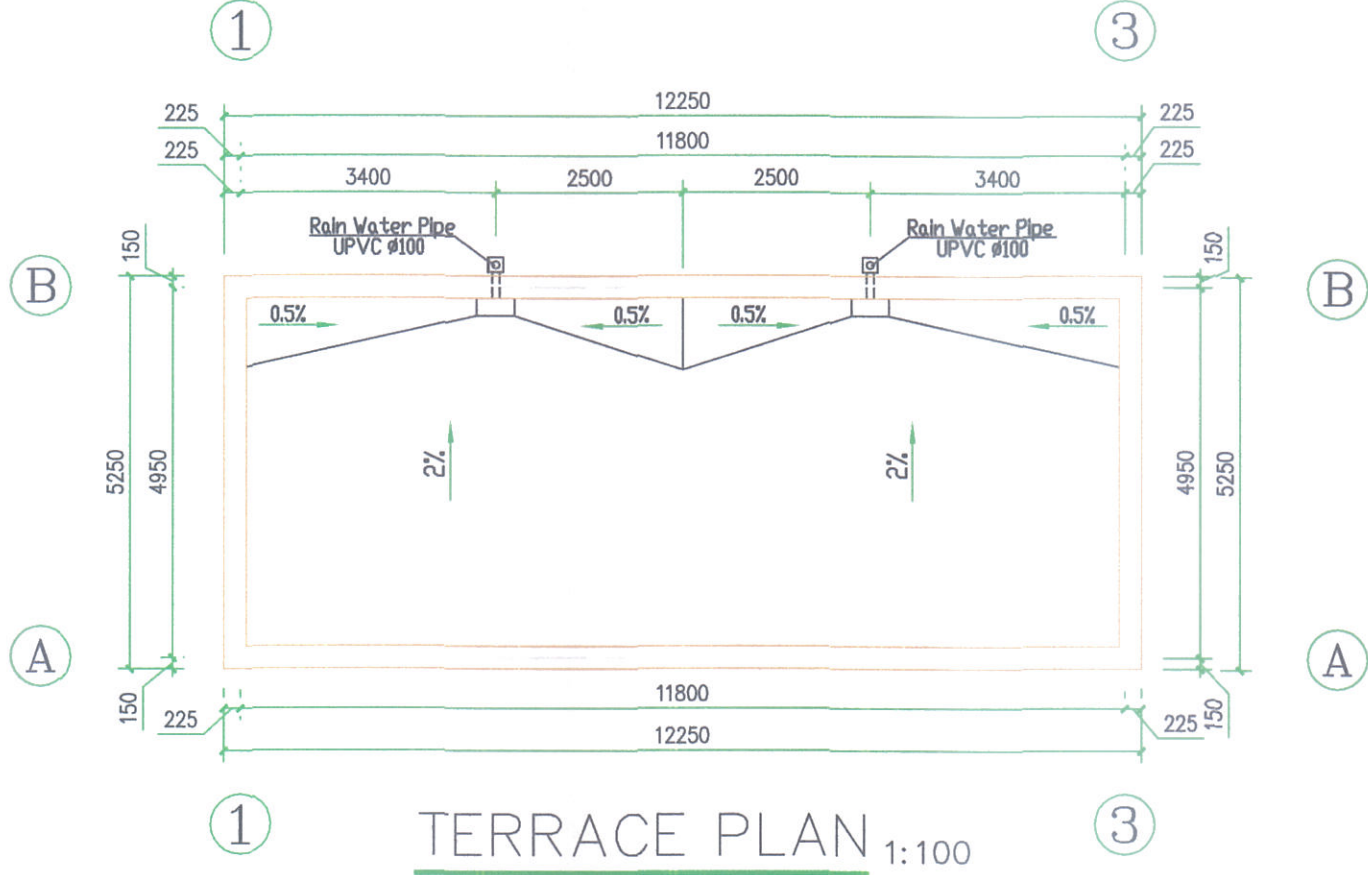 1 3
12250
225 225
11800
225 225
3400 2500 2500 3400
Rain Water Pipe
UPVC ø100
Rain Water Pipe
UPVC ø100
150 150
B B
0.5% 0.5% 0.5% 0.5%
5250 4950 2% 2% 4950 5250
A A
150 150
225 11800 225
12250
1 3
TERRACE PLAN 1:100